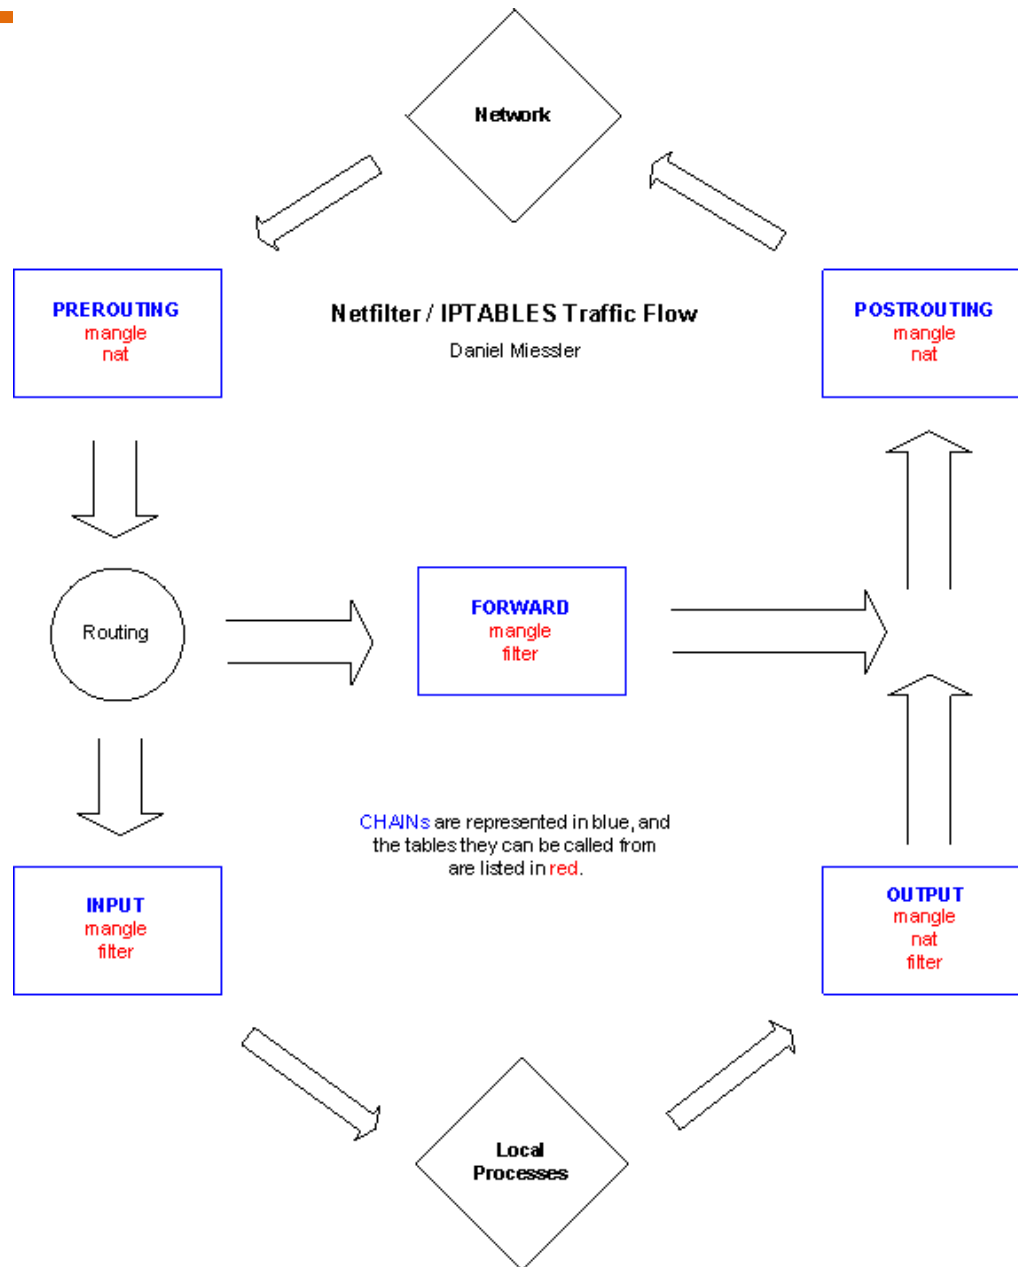 Network
PREROUTING
mangle
nat
Netfilter / IPTABLES Traffic Flow
Daniel Miessler
POSTROUTING
mangle
nat
Routing
FORWARD
mangle
filter
CHAINs are represented in blue, and
the tables they can be called from
are listed in red.
INPUT
mangle
filter
OUTPUT
mangle
nat
filter
Local
Processes